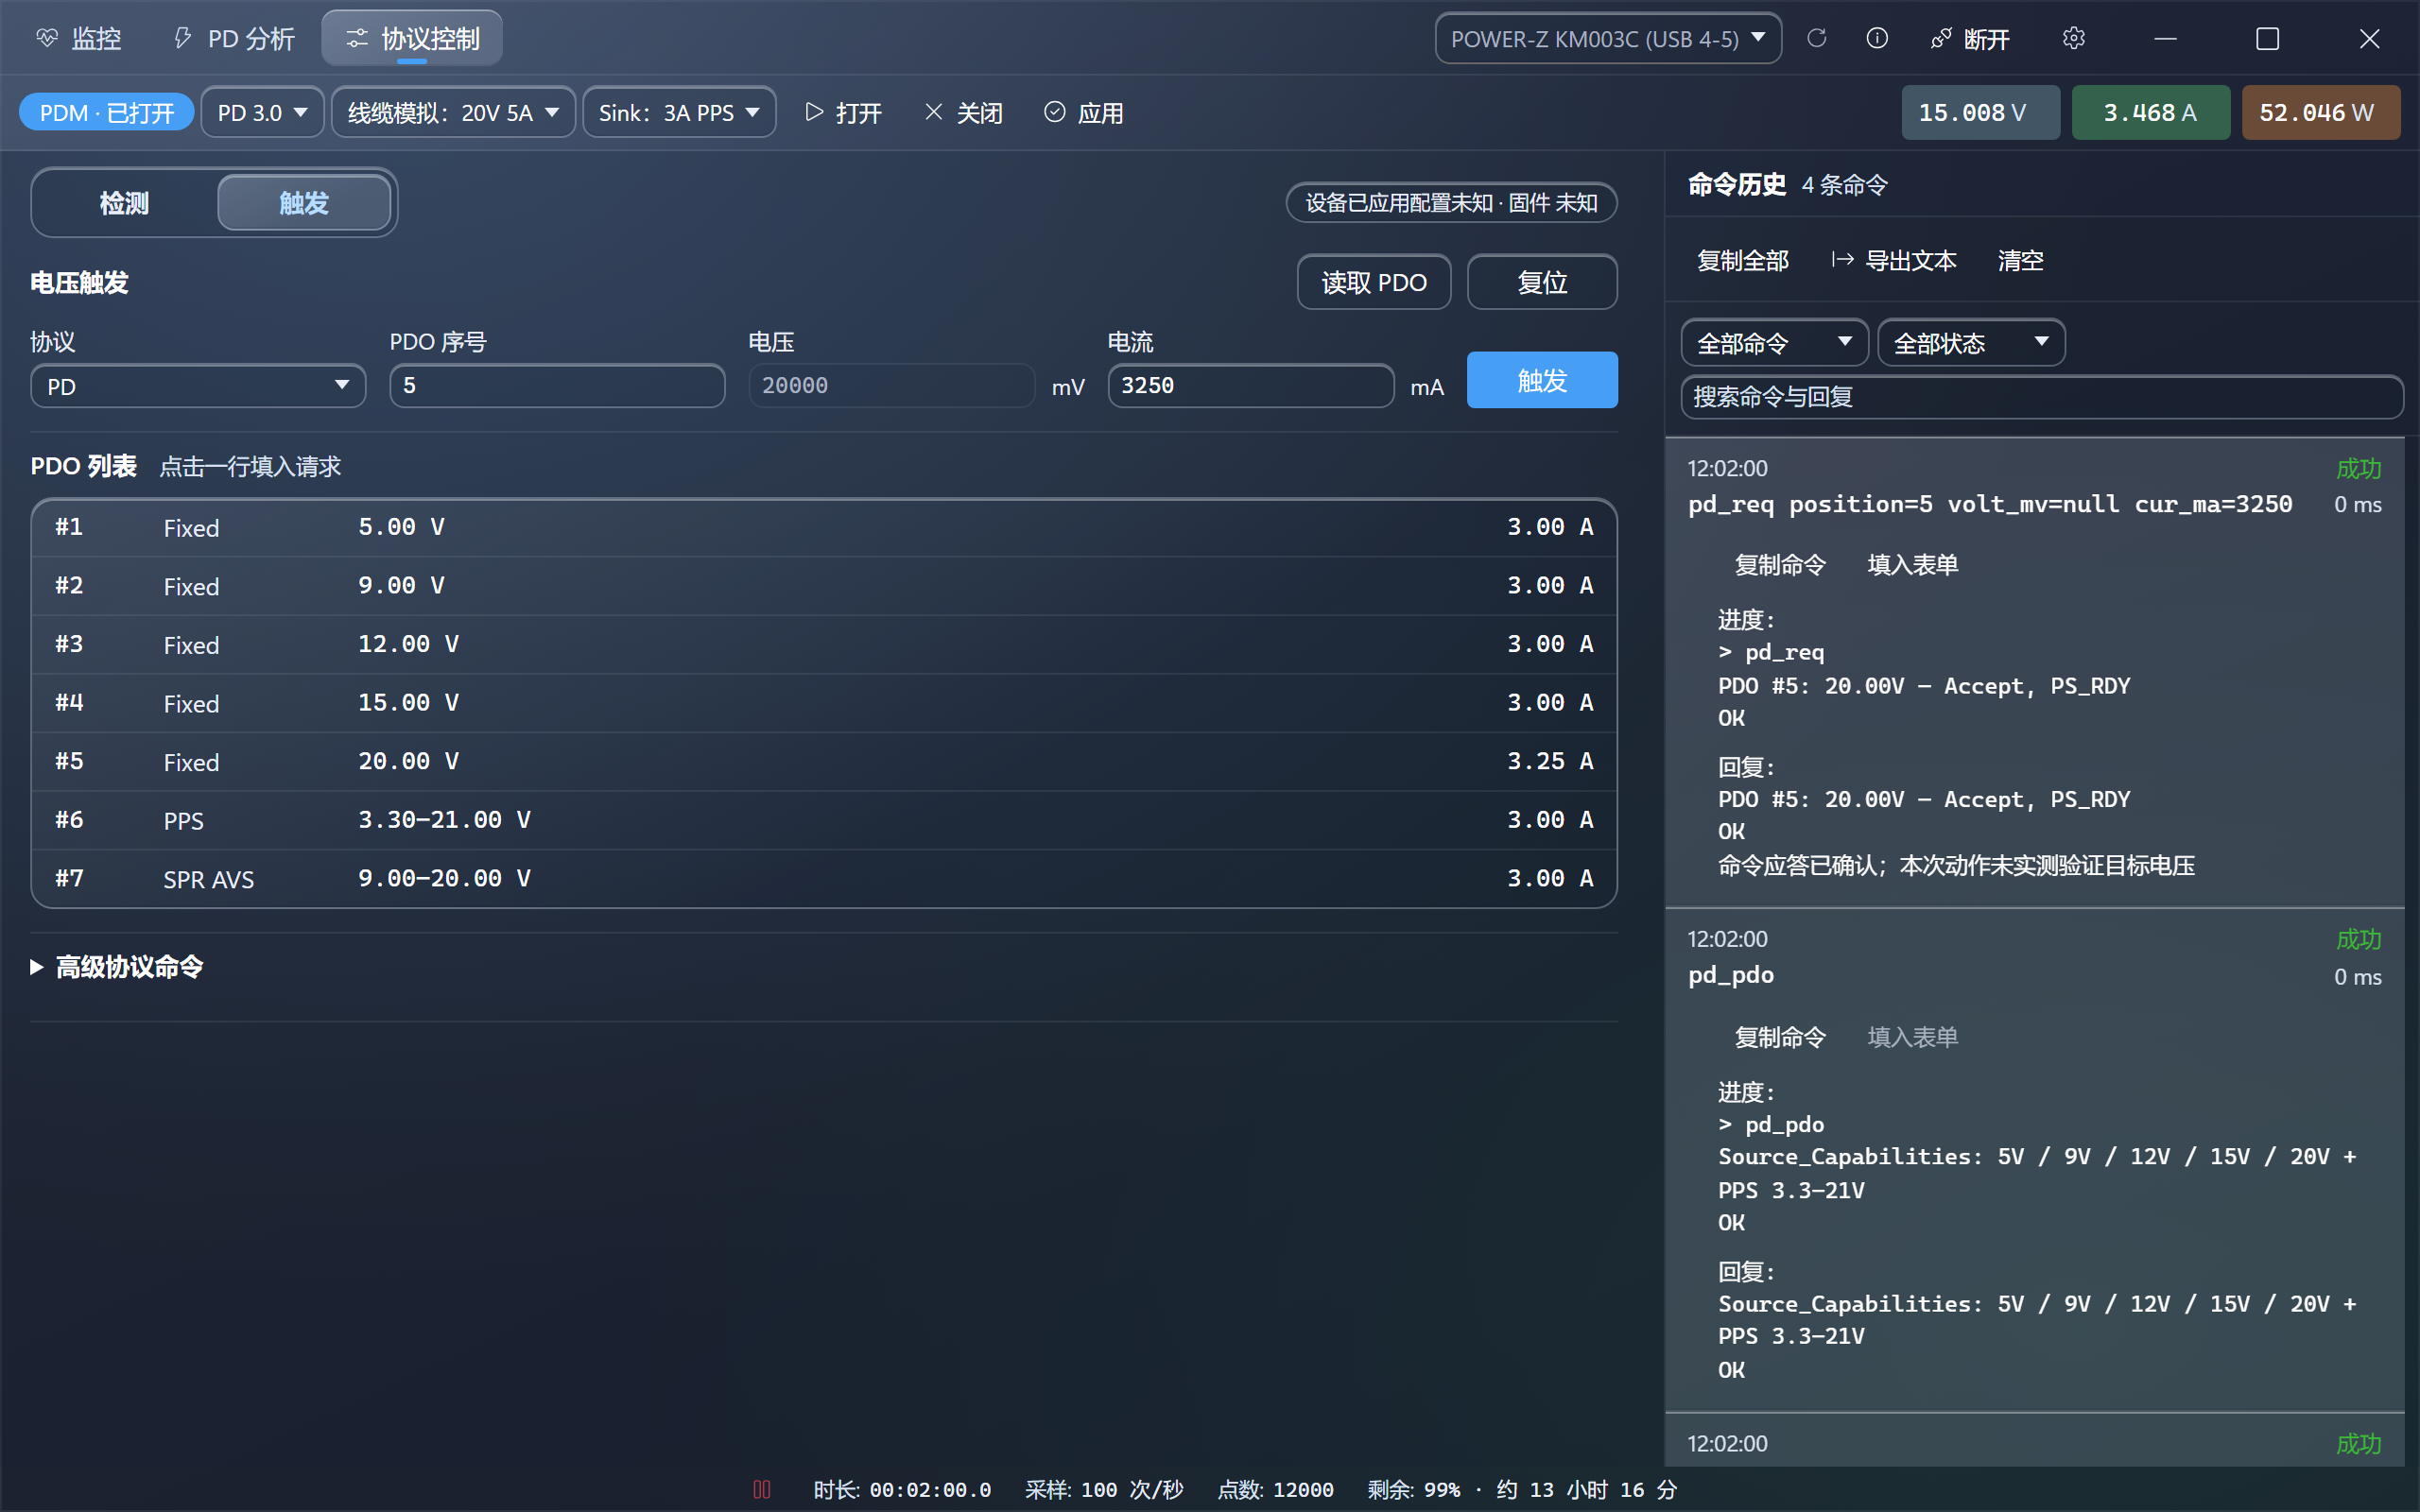 监控 PD 分析 协议控制 POWER-Z KM003C (USB 4-5) 断开
PDM · 已打开 PD 3.0 线缆模拟：20V 5A Sink：3A PPS 打开 关闭 应用 15.008 V 3.468 A 52.046 W
检测 触发 设备已应用配置未知 · 固件 未知
电压触发 读取 PDO 复位
协议 PDO 序号 电压 电流
PD 5 20000 mV 3250 mA 触发
PDO 列表 点击一行填入请求
#1 Fixed 5.00 V 3.00 A
#2 Fixed 9.00 V 3.00 A
#3 Fixed 12.00 V 3.00 A
#4 Fixed 15.00 V 3.00 A
#5 Fixed 20.00 V 3.25 A
#6 PPS 3.30–21.00 V 3.00 A
#7 SPR AVS 9.00–20.00 V 3.00 A
高级协议命令
命令历史 4 条命令
复制全部 导出文本 清空
全部命令 全部状态
搜索命令与回复
12:02:00 成功
pd_req position=5 volt_mv=null cur_ma=3250 0 ms
复制命令 填入表单
进度：
> pd_req
PDO #5: 20.00V — Accept, PS_RDY
OK
回复：
PDO #5: 20.00V — Accept, PS_RDY
OK
命令应答已确认；本次动作未实测验证目标电压
12:02:00 成功
pd_pdo 0 ms
复制命令 填入表单
进度：
> pd_pdo
Source_Capabilities: 5V / 9V / 12V / 15V / 20V +
PPS 3.3–21V
OK
回复：
Source_Capabilities: 5V / 9V / 12V / 15V / 20V +
PPS 3.3–21V
OK
12:02:00 成功
时长: 00:02:00.0 采样: 100 次/秒 点数: 12000 剩余: 99% · 约 13 小时 16 分